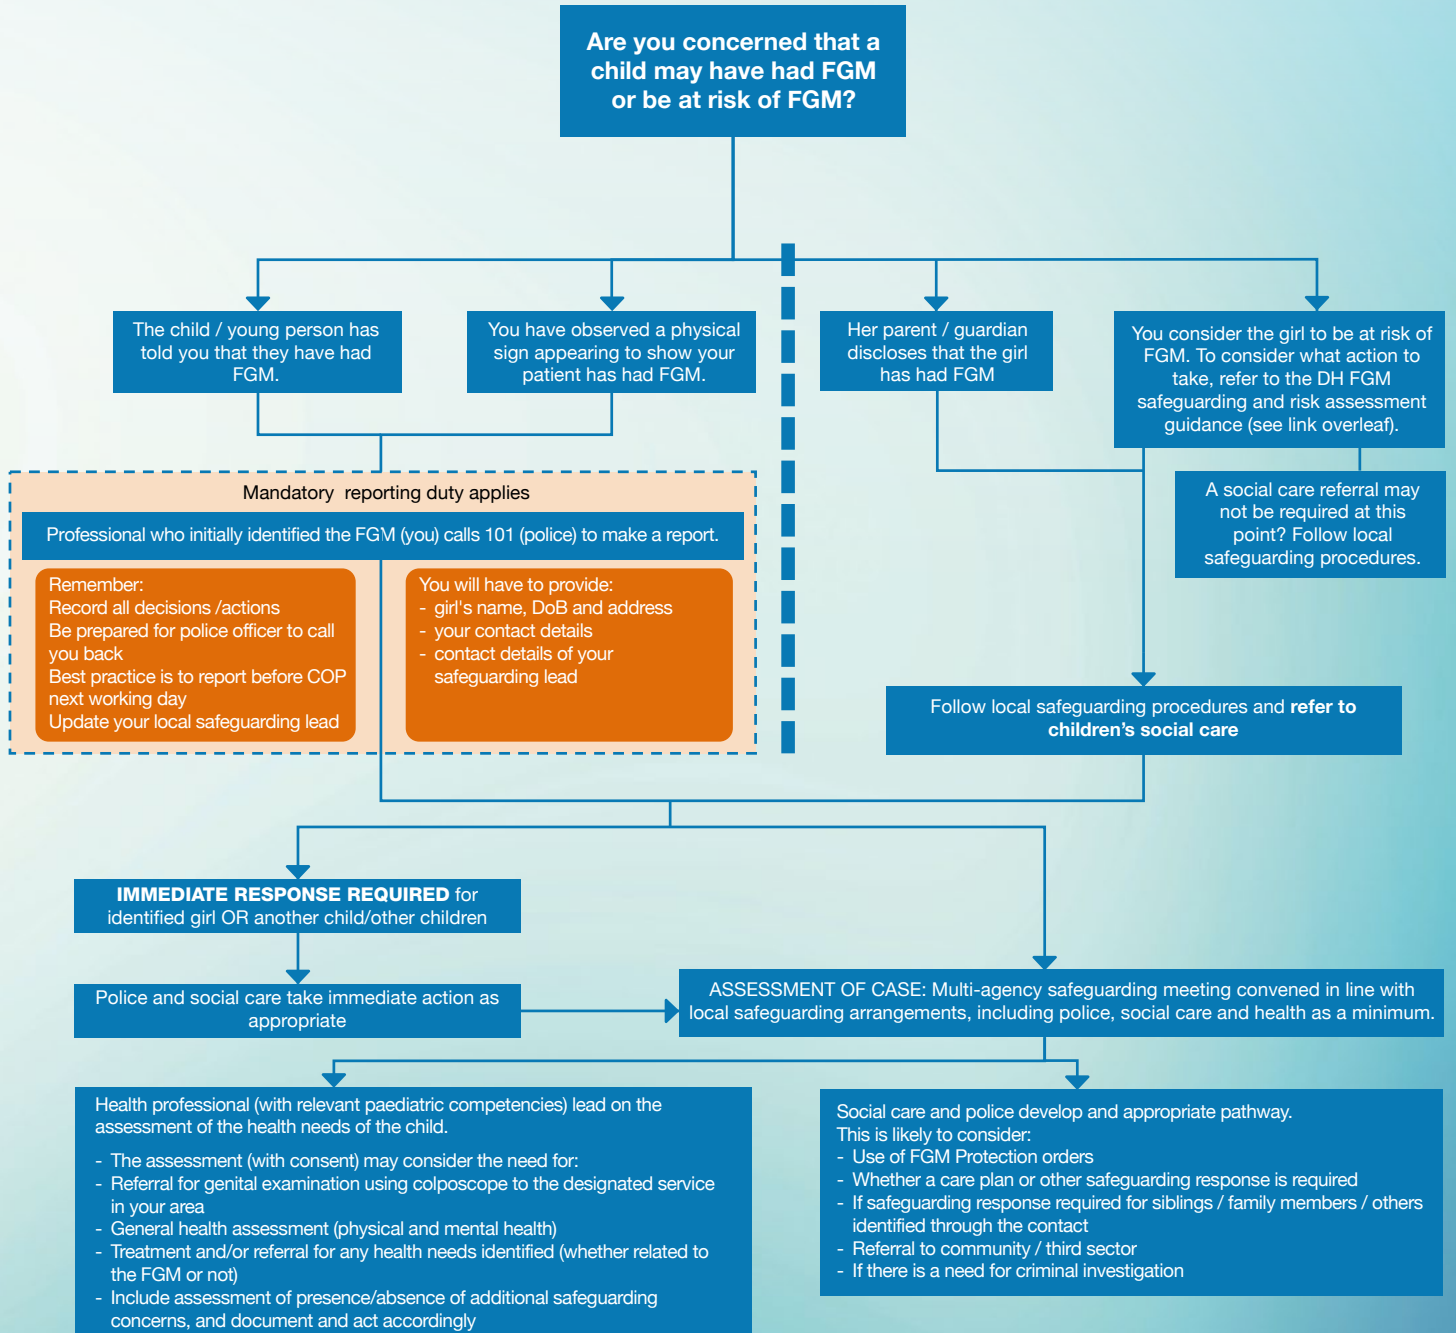 Are you concerned that a
child may have had FGM
or be at risk of FGM?
The child / young person has
told you that they have had
FGM.
You have observed a physical
sign appearing to show your
patient has had FGM.
Her parent / guardian
discloses that the girl
has had FGM
You consider the girl to be at risk of
FGM. To consider what action to
take, refer to the DH FGM
safeguarding and risk assessment
guidance (see link overleaf).
A social care referral may
not be required at this
point? Follow local
safeguarding procedures.
Mandatory reporting duty applies
Professional who initially identified the FGM (you) calls 101 (police) to make a report.
Remember:
Record all decisions /actions
Be prepared for police officer to call
you back
Best practice is to report before COP
next working day
Update your local safeguarding lead
You will have to provide:
- girl's name, DoB and address
- your contact details
- contact details of your
safeguarding lead
Follow local safeguarding procedures and refer to
children's social care
IMMEDIATE RESPONSE REQUIRED for
identified girl OR another child/other children
Police and social care take immediate action as
appropriate
ASSESSMENT OF CASE: Multi-agency safeguarding meeting convened in line with
local safeguarding arrangements, including police, social care and health as a minimum.
Health professional (with relevant paediatric competencies) lead on the
assessment of the health needs of the child.
- The assessment (with consent) may consider the need for:
- Referral for genital examination using colposcope to the designated service
in your area
- General health assessment (physical and mental health)
- Treatment and/or referral for any health needs identified (whether related to
the FGM or not)
- Include assessment of presence/absence of additional safeguarding
concerns, and document and act accordingly
Social care and police develop and appropriate pathway.
This is likely to consider:
- Use of FGM Protection orders
- Whether a care plan or other safeguarding response is required
- If safeguarding response required for siblings / family members / others
identified through the contact
- Referral to community / third sector
- If there is a need for criminal investigation